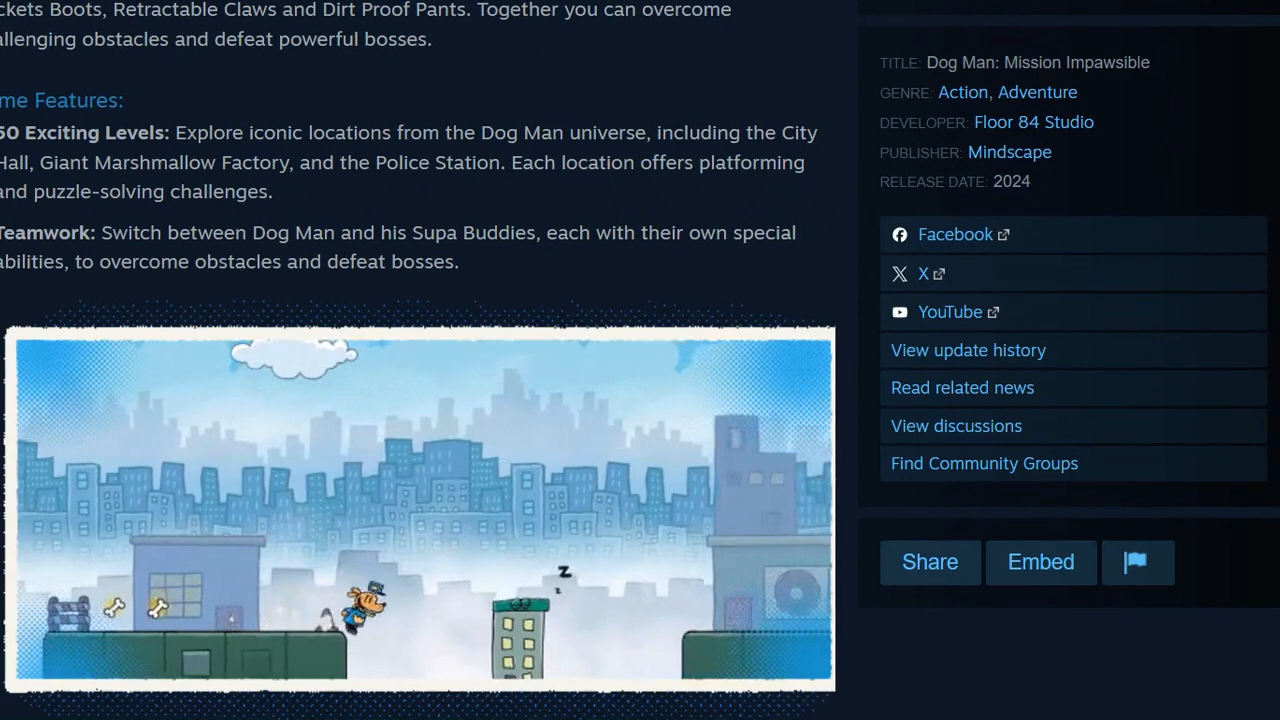 ckets Boots, Retractable Claws and Dirt Proof Pants. Together you can overcome
allenging obstacles and defeat powerful bosses.
me Features:
50 Exciting Levels: Explore iconic locations from the Dog Man universe, including the City
Hall, Giant Marshmallow Factory, and the Police Station. Each location offers platforming
and puzzle-solving challenges.
Teamwork: Switch between Dog Man and his Supa Buddies, each with their own special
abilities, to overcome obstacles and defeat bosses.
z
z
TITLE: Dog Man: Mission Impawsible
GENRE: Action, Adventure
DEVELOPER: Floor 84 Studio
PUBLISHER: Mindscape
RELEASE DATE: 2024
Facebook
X
YouTube
View update history
Read related news
View discussions
Find Community Groups
Share Embed